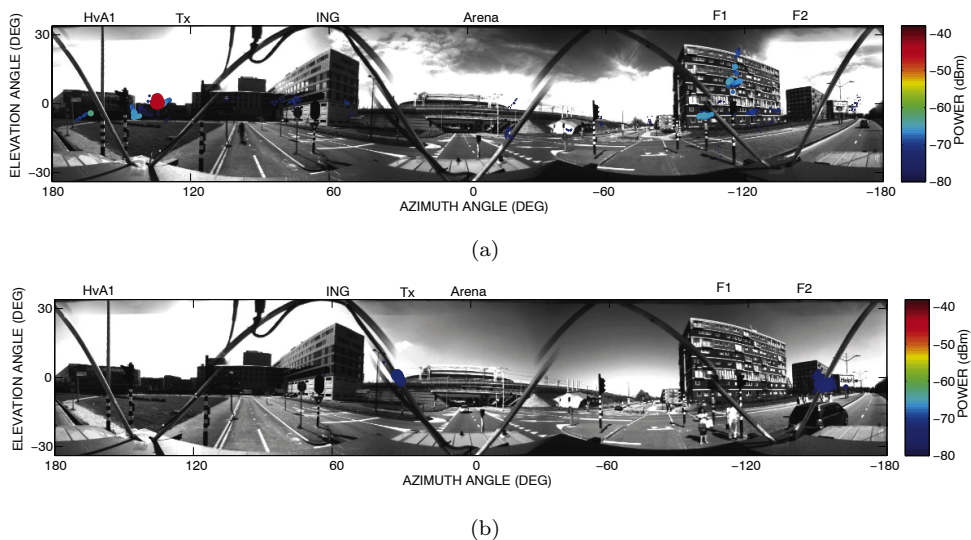 HvA1 Tx ING Arena F1 F2
ELEVATION ANGLE (DEG)
30
0
−30
180 120 60 0 −60 −120 −180
AZIMUTH ANGLE (DEG)
−40
−50
−60
−70
−80
POWER (dBm)
(a)
HvA1 ING Tx Arena F1 F2
ELEVATION ANGLE (DEG)
30
0
−30
180 120 60 0 −60 −120 −180
AZIMUTH ANGLE (DEG)
−40
−50
−60
−70
−80
POWER (dBm)
(b)